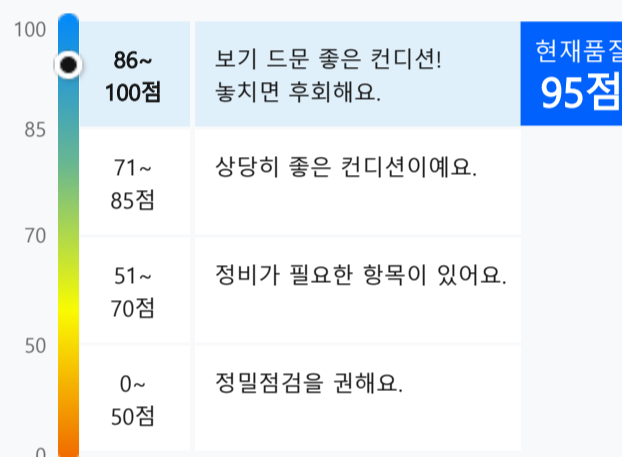 100
86~
100점
보기 드문 좋은 컨디션!
놓치면 후회해요.
현재품질
95점
85
71~
85점
상당히 좋은 컨디션이예요.
70
51~
70점
정비가 필요한 항목이 있어요.
50
0~
50점
정밀점검을 권해요.
0